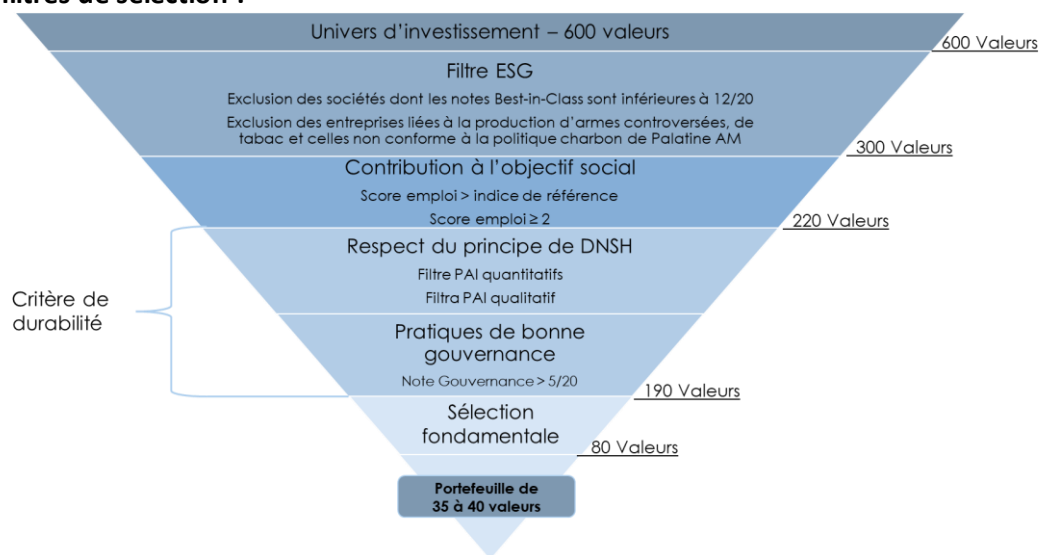 filtres de sélection :
Univers d’investissement – 600 valeurs
600 Valeurs
Filtre ESG
Exclusion des sociétés dont les notes Best-in-Class sont inférieures à 12/20
Exclusion des entreprises liées à la production d’armes controversées, de
tabac et celles non conforme à la politique charbon de Palatine AM
300 Valeurs
Contribution à l’objectif social
Score emploi > indice de référence
Score emploi ≥ 2
220 Valeurs
Respect du principe de DNSH
Filtre PAI quantitatifs
Filtra PAI qualitatif
Critère de
durabilité
Pratiques de bonne
gouvernance
Note Gouvernance > 5/20
190 Valeurs
Sélection
fondamentale
80 Valeurs
Portefeuille de
35 à 40 valeurs